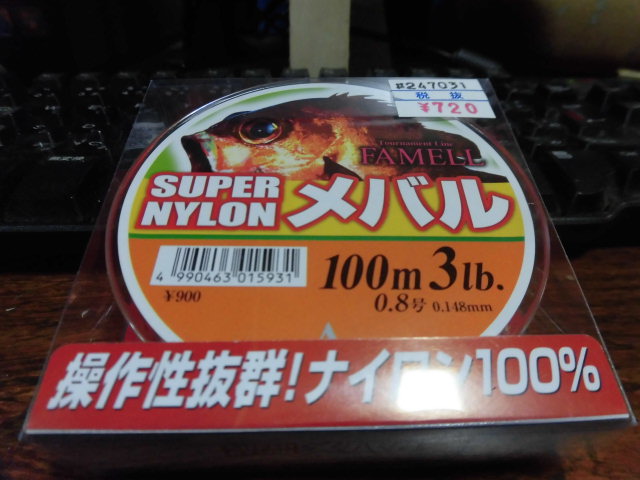 #247031
税 抜
¥720
Tournament Line
FAMELL
SUPER
NYLON
メバル
4 990463 015931
¥900
100m 3lb.
0.8号 0.148mm
操作性抜群!ナイロン100%